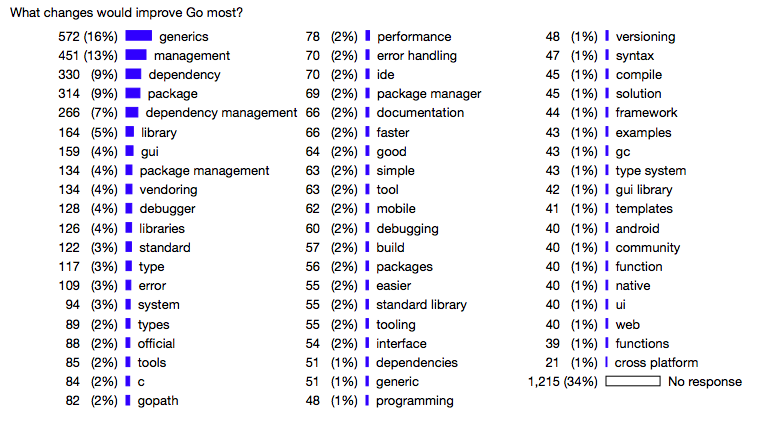 What changes would improve Go most?
572 (16%) generics
451 (13%) management
330 (9%) dependency
314 (9%) package
266 (7%) dependency management
164 (5%) library
159 (4%) gui
134 (4%) package management
134 (4%) vendoring
128 (4%) debugger
126 (4%) libraries
122 (3%) standard
117 (3%) type
109 (3%) error
94 (3%) system
89 (2%) types
88 (2%) official
85 (2%) tools
84 (2%) c
82 (2%) gopath
78 (2%) performance
70 (2%) error handling
70 (2%) ide
69 (2%) package manager
66 (2%) documentation
66 (2%) faster
64 (2%) good
63 (2%) simple
63 (2%) tool
62 (2%) mobile
60 (2%) debugging
57 (2%) build
56 (2%) packages
55 (2%) easier
55 (2%) standard library
55 (2%) tooling
54 (2%) interface
51 (1%) dependencies
51 (1%) generic
48 (1%) programming
48 (1%) versioning
47 (1%) syntax
45 (1%) compile
45 (1%) solution
44 (1%) framework
43 (1%) examples
43 (1%) gc
43 (1%) type system
42 (1%) gui library
41 (1%) templates
40 (1%) android
40 (1%) community
40 (1%) function
40 (1%) native
40 (1%) ui
40 (1%) web
39 (1%) functions
21 (1%) cross platform
1,215 (34%) No response